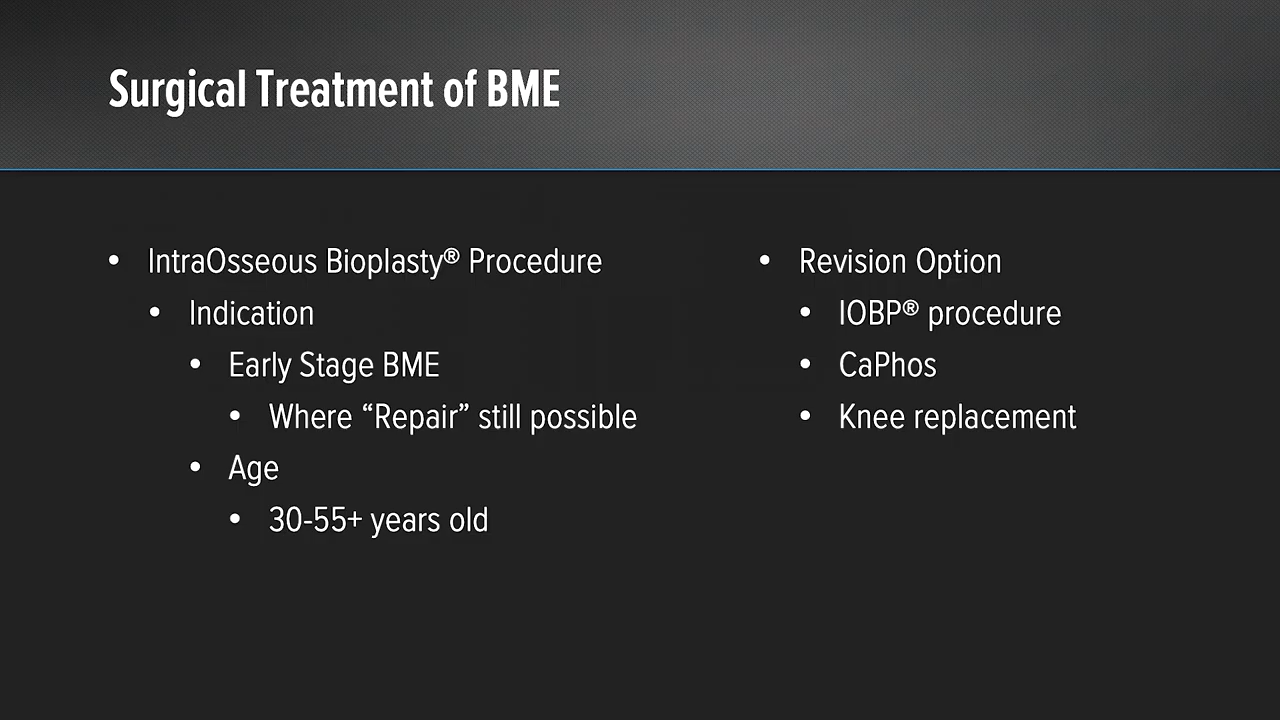 Surgical Treatment of BME
• IntraOsseous Bioplasty® Procedure
• Indication
• Early Stage BME
• Where “Repair” still possible
• Age
• 30-55+ years old
• Revision Option
• IOBP® procedure
• CaPhos
• Knee replacement